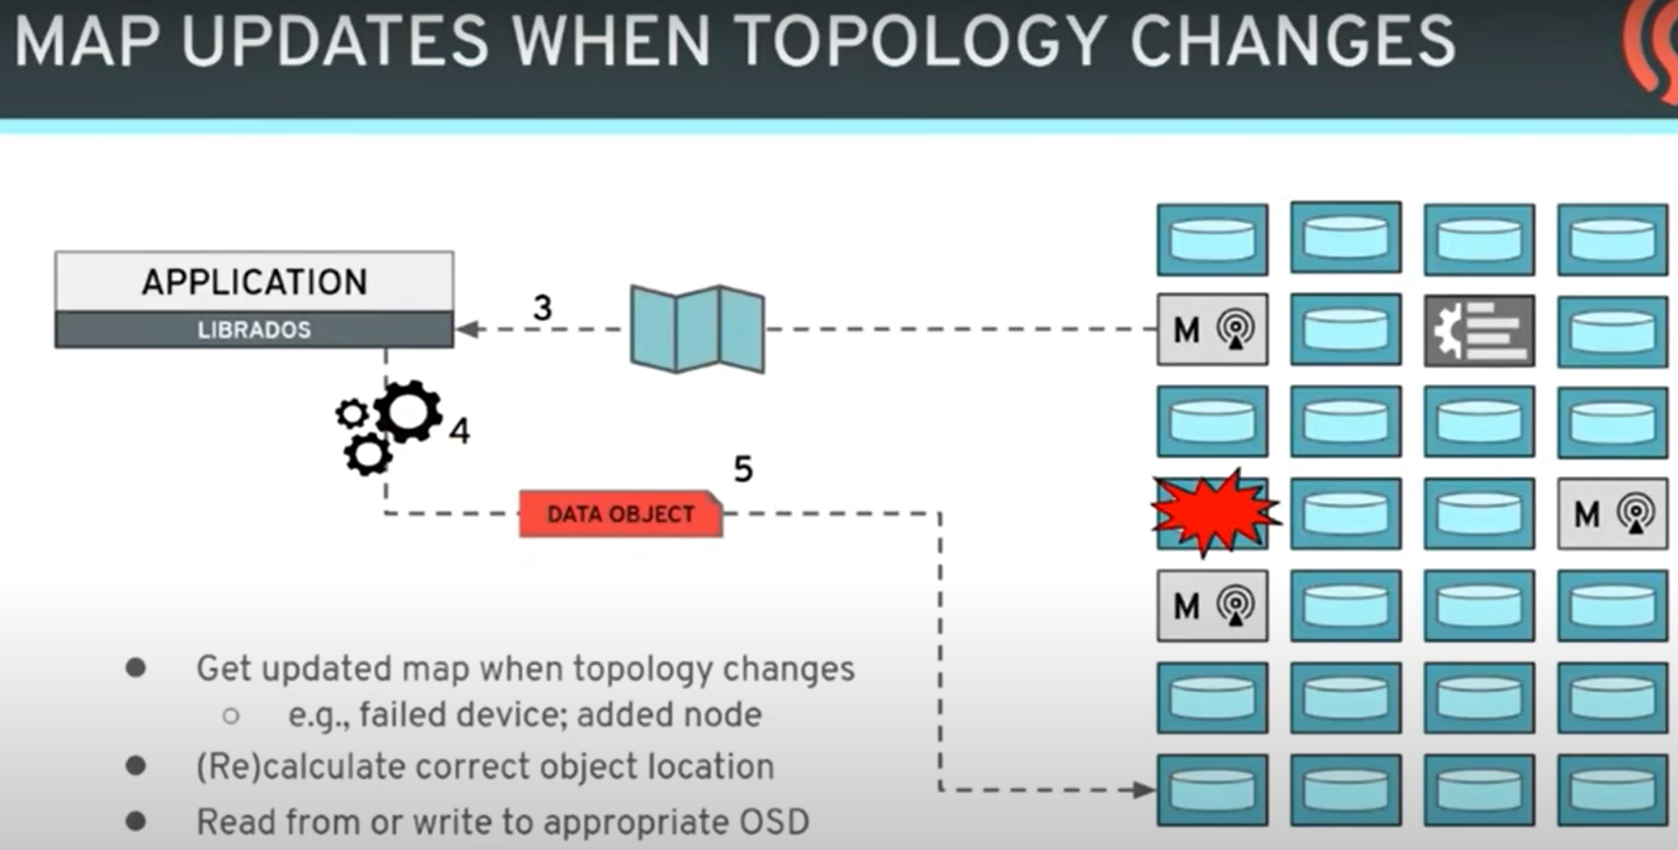 MAP UPDATES WHEN TOPOLOGY CHANGES
APPLICATION
LIBRADOS
3
M
4
5
DATA OBJECT
M
M
● Get updated map when topology changes
○ e.g., failed device; added node
● (Re)calculate correct object location
● Read from or write to appropriate OSD